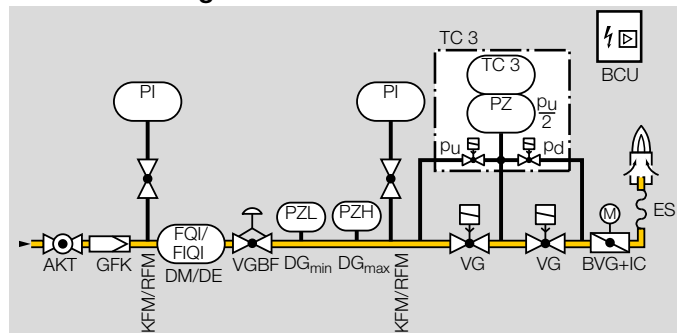 TC 3
BCU
PI
PI
TC 3
PZ
pu
2
pu
pd
FQI/
FIQI
PZL
PZH
M
ES
AKT
GFK
KFM/RFM
DM/DE
VGBF
DGmin
DGmax
KFM/RFM
VG
VG
BVG+IC